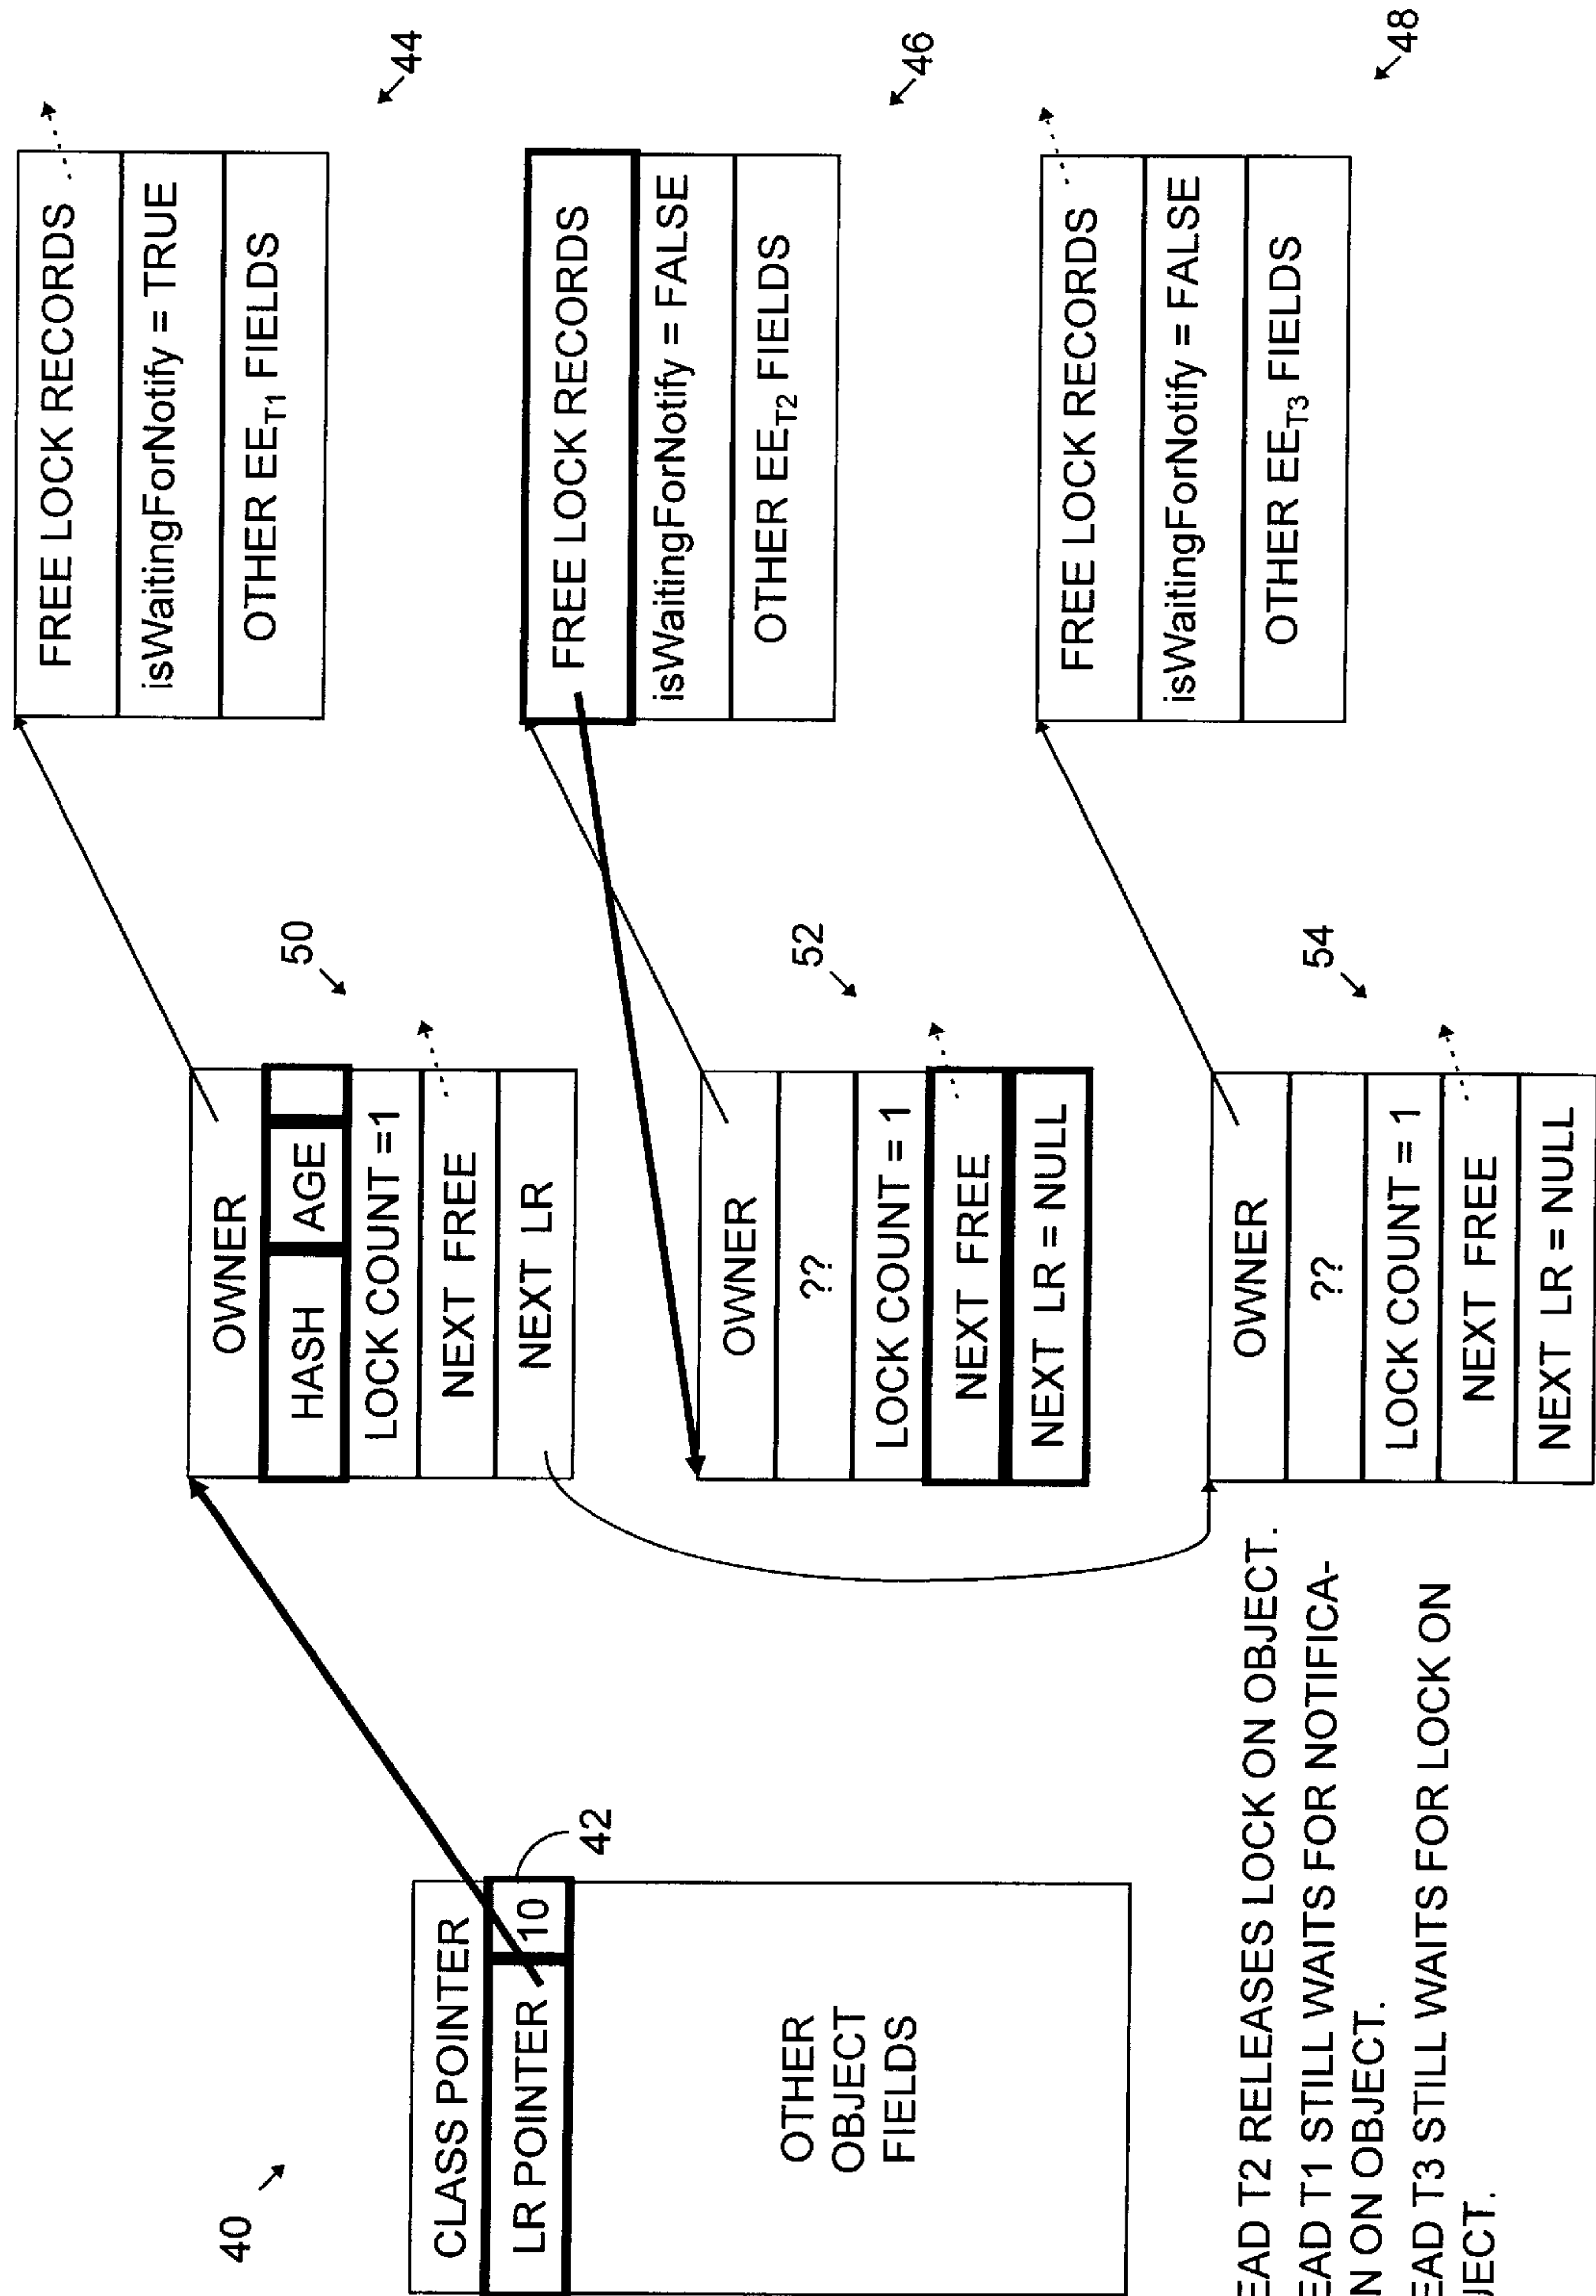 40
CLASS POINTER
LR POINTER 10
42
OTHER
OBJECT
FIELDS
OWNER
HASH AGE
LOCK COUNT =1
NEXT FREE
NEXT LR
50
OWNER
??
LOCK COUNT = 1
NEXT FREE
NEXT LR = NULL
52
OWNER
??
LOCK COUNT = 1
NEXT FREE
NEXT LR = NULL
54
FREE LOCK RECORDS
isWaitingForNotify = TRUE
OTHER EET1 FIELDS
44
FREE LOCK RECORDS
isWaitingForNotify = FALSE
OTHER EET2 FIELDS
46
FREE LOCK RECORDS
isWaitingForNotify = FALSE
OTHER EET3 FIELDS
48
EAD T2 RELEASES LOCK ON OBJECT.
EAD T1 STILL WAITS FOR NOTIFICA-
N ON OBJECT.
EAD T3 STILL WAITS FOR LOCK ON
JECT.